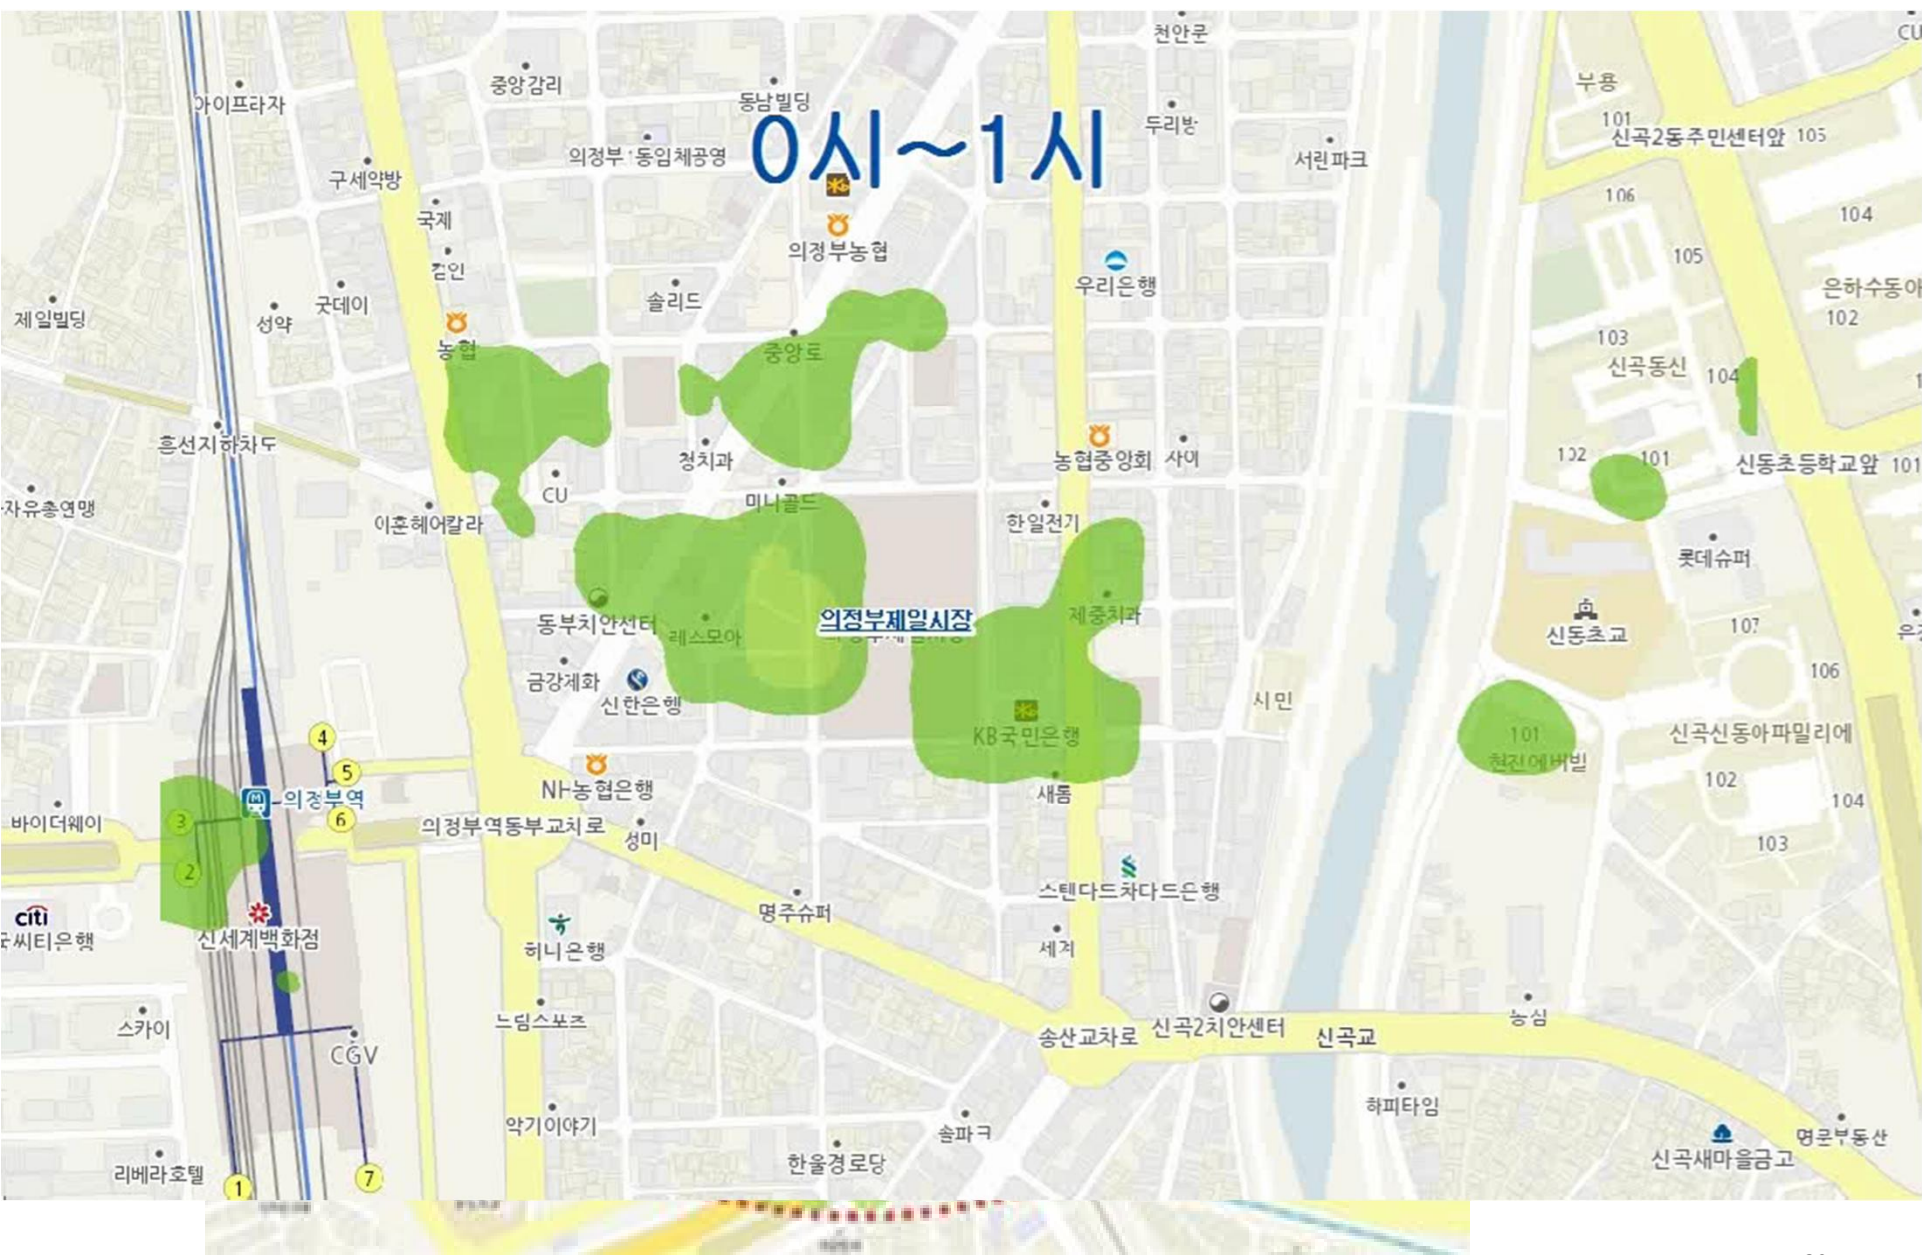 천안문
CU
중앙감리
부용
아이프라자
동남빌딩
101
두리방
0시~1시
신곡2동주민센터앞 105
의정부1동임체공영
서린파크
구세약방
106
국제
104
의정부농협
105
우리은행
은하수동아
굿데이
솔리드
102
제일빌딩
선약
103
농협
중앙로
신곡동신
104
흥선지하차도
청치과
농협중앙회
102
101
신동초등학교앞 101
CU
미니골드
자유총연맹
이훈헤어칼라
한일전기
롯데슈퍼
동부치안센터
레스모아
의정부제일시장
제중치과
신동초교
107
106
금강제화
신한은행
시민
4
KB국민은행
101
현진에버빌
신곡신동아파밀리에
5
의정부역
NH농협은행
새롬
102
104
3
6
바이더웨이
의정부역동부교차로
성미
103
2
스탠다드차타드은행
citi
명주슈퍼
씨티은행
신세계백화점
하나은행
세계
스카이
느림스포츠
송산교차로
신곡2치안센터
신곡교
농심
CGV
해피타임
악기이야기
솔파크
명문부동산
리베라호텔
한울경로당
신곡새마을금고
1
7